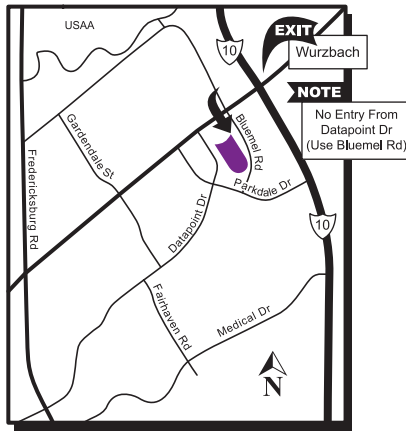 USAA
10
EXIT
Wurzbach
NOTE
No Entry From
Datapoint Dr
(Use Bluemel Rd)
Gardendale St
Bluemel Rd
Fredericksburg Rd
Parkdale Dr
Datapoint Dr
10
Fairhaven Rd
Medical Dr
N